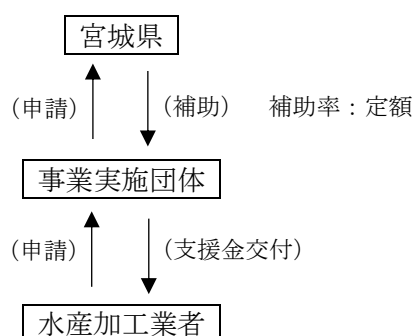 宮城県
（申請）
（補助）　補助率：定額
事業実施団体
（申請）
（支援金交付）
水産加工業者